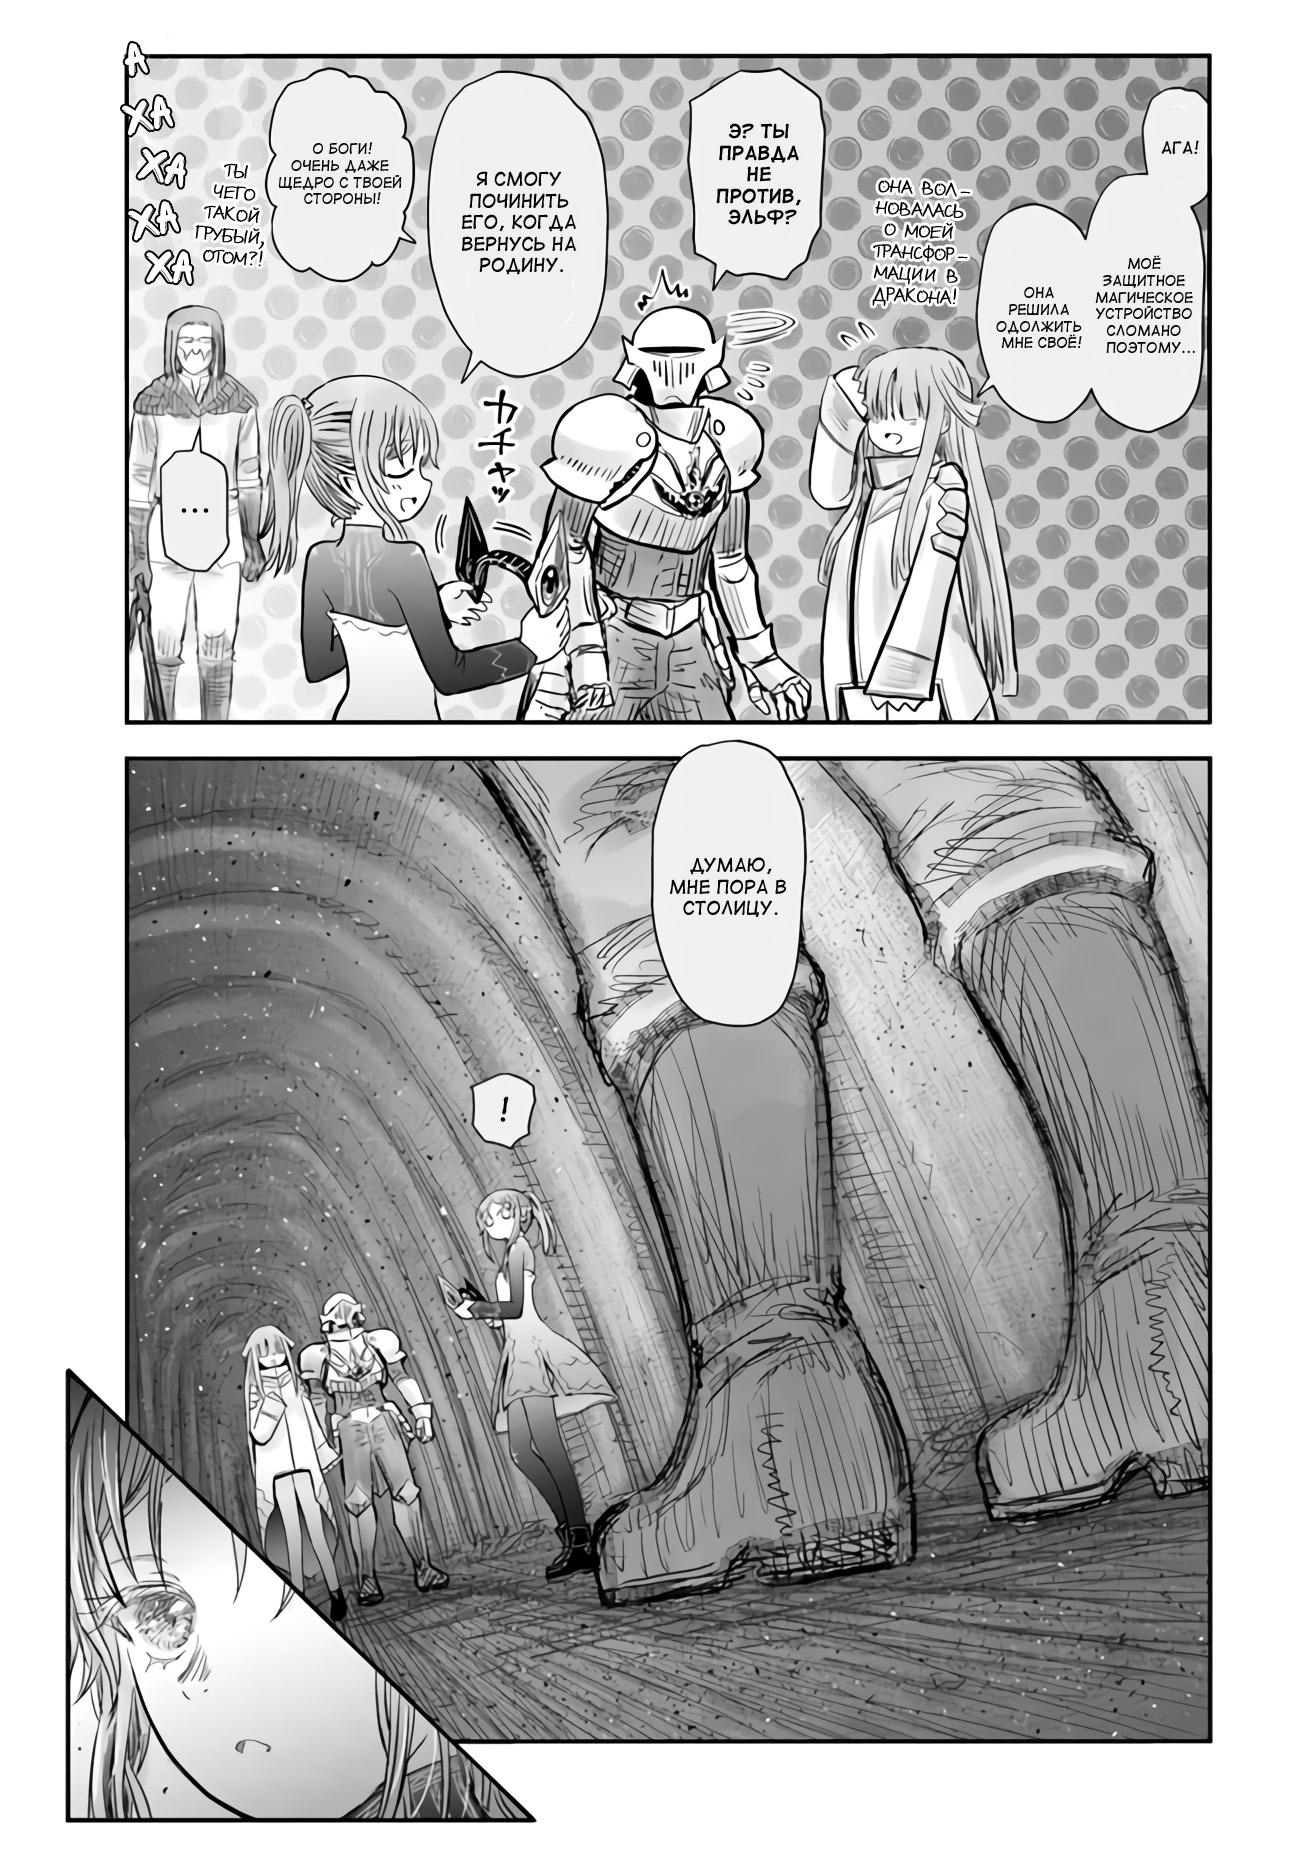 АГА!
МОЁ
ЗАЩИТНОЕ
МАГИЧЕСКОЕ
УСТРОЙСТВО
СЛОМАНО
ПОЭТОМУ...
ОНА
РЕШИЛА
ОДОЛЖИТЬ
МНЕ СВОЁ!
ОНА ВОЛ-
НОВАЛАСЬ
О МОЕЙ
ТРАНСФОР-
МАЦИИ В
ДРАКОНА!
Э? ТЫ
ПРАВДА
НЕ
ПРОТИВ,
ЭЛЬФ?
Я СМОГУ
ПОЧИНИТЬ
ЕГО, КОГДА
ВЕРНУСЬ НА
РОДИНУ.
О БОГИ!
ОЧЕНЬ ДАЖЕ
ЩЕДРО С ТВОЕЙ
СТОРОНЫ!
ТЫ
ЧЕГО
ТАКОЙ
ГРУБЫЙ,
ОТОМ?!
А
ХА
ХА
ХА
ХА
...
カチャッ
ДУМАЮ,
МНЕ ПОРА В
СТОЛИЦУ.
!